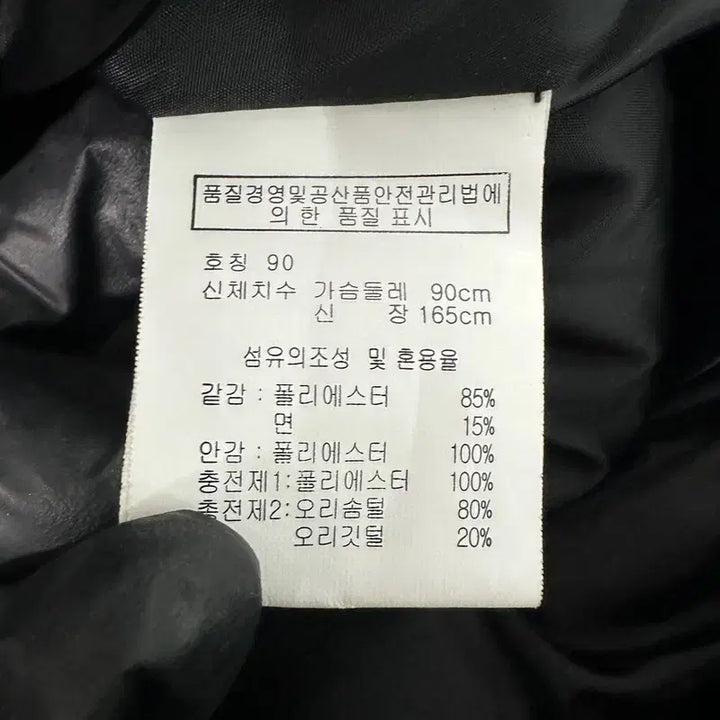 품질경영및공산품안전관리법에
의 한 품질 표시
호칭 90
신체치수 가슴둘레 90cm
신 장 165cm
섬유의조성 및 혼용율
같감 : 폴리에스터 85%
면 15%
안감 : 폴리에스터 100%
충전제1:폴리에스터 100%
충전제2:오리솜털 80%
오리깃털 20%